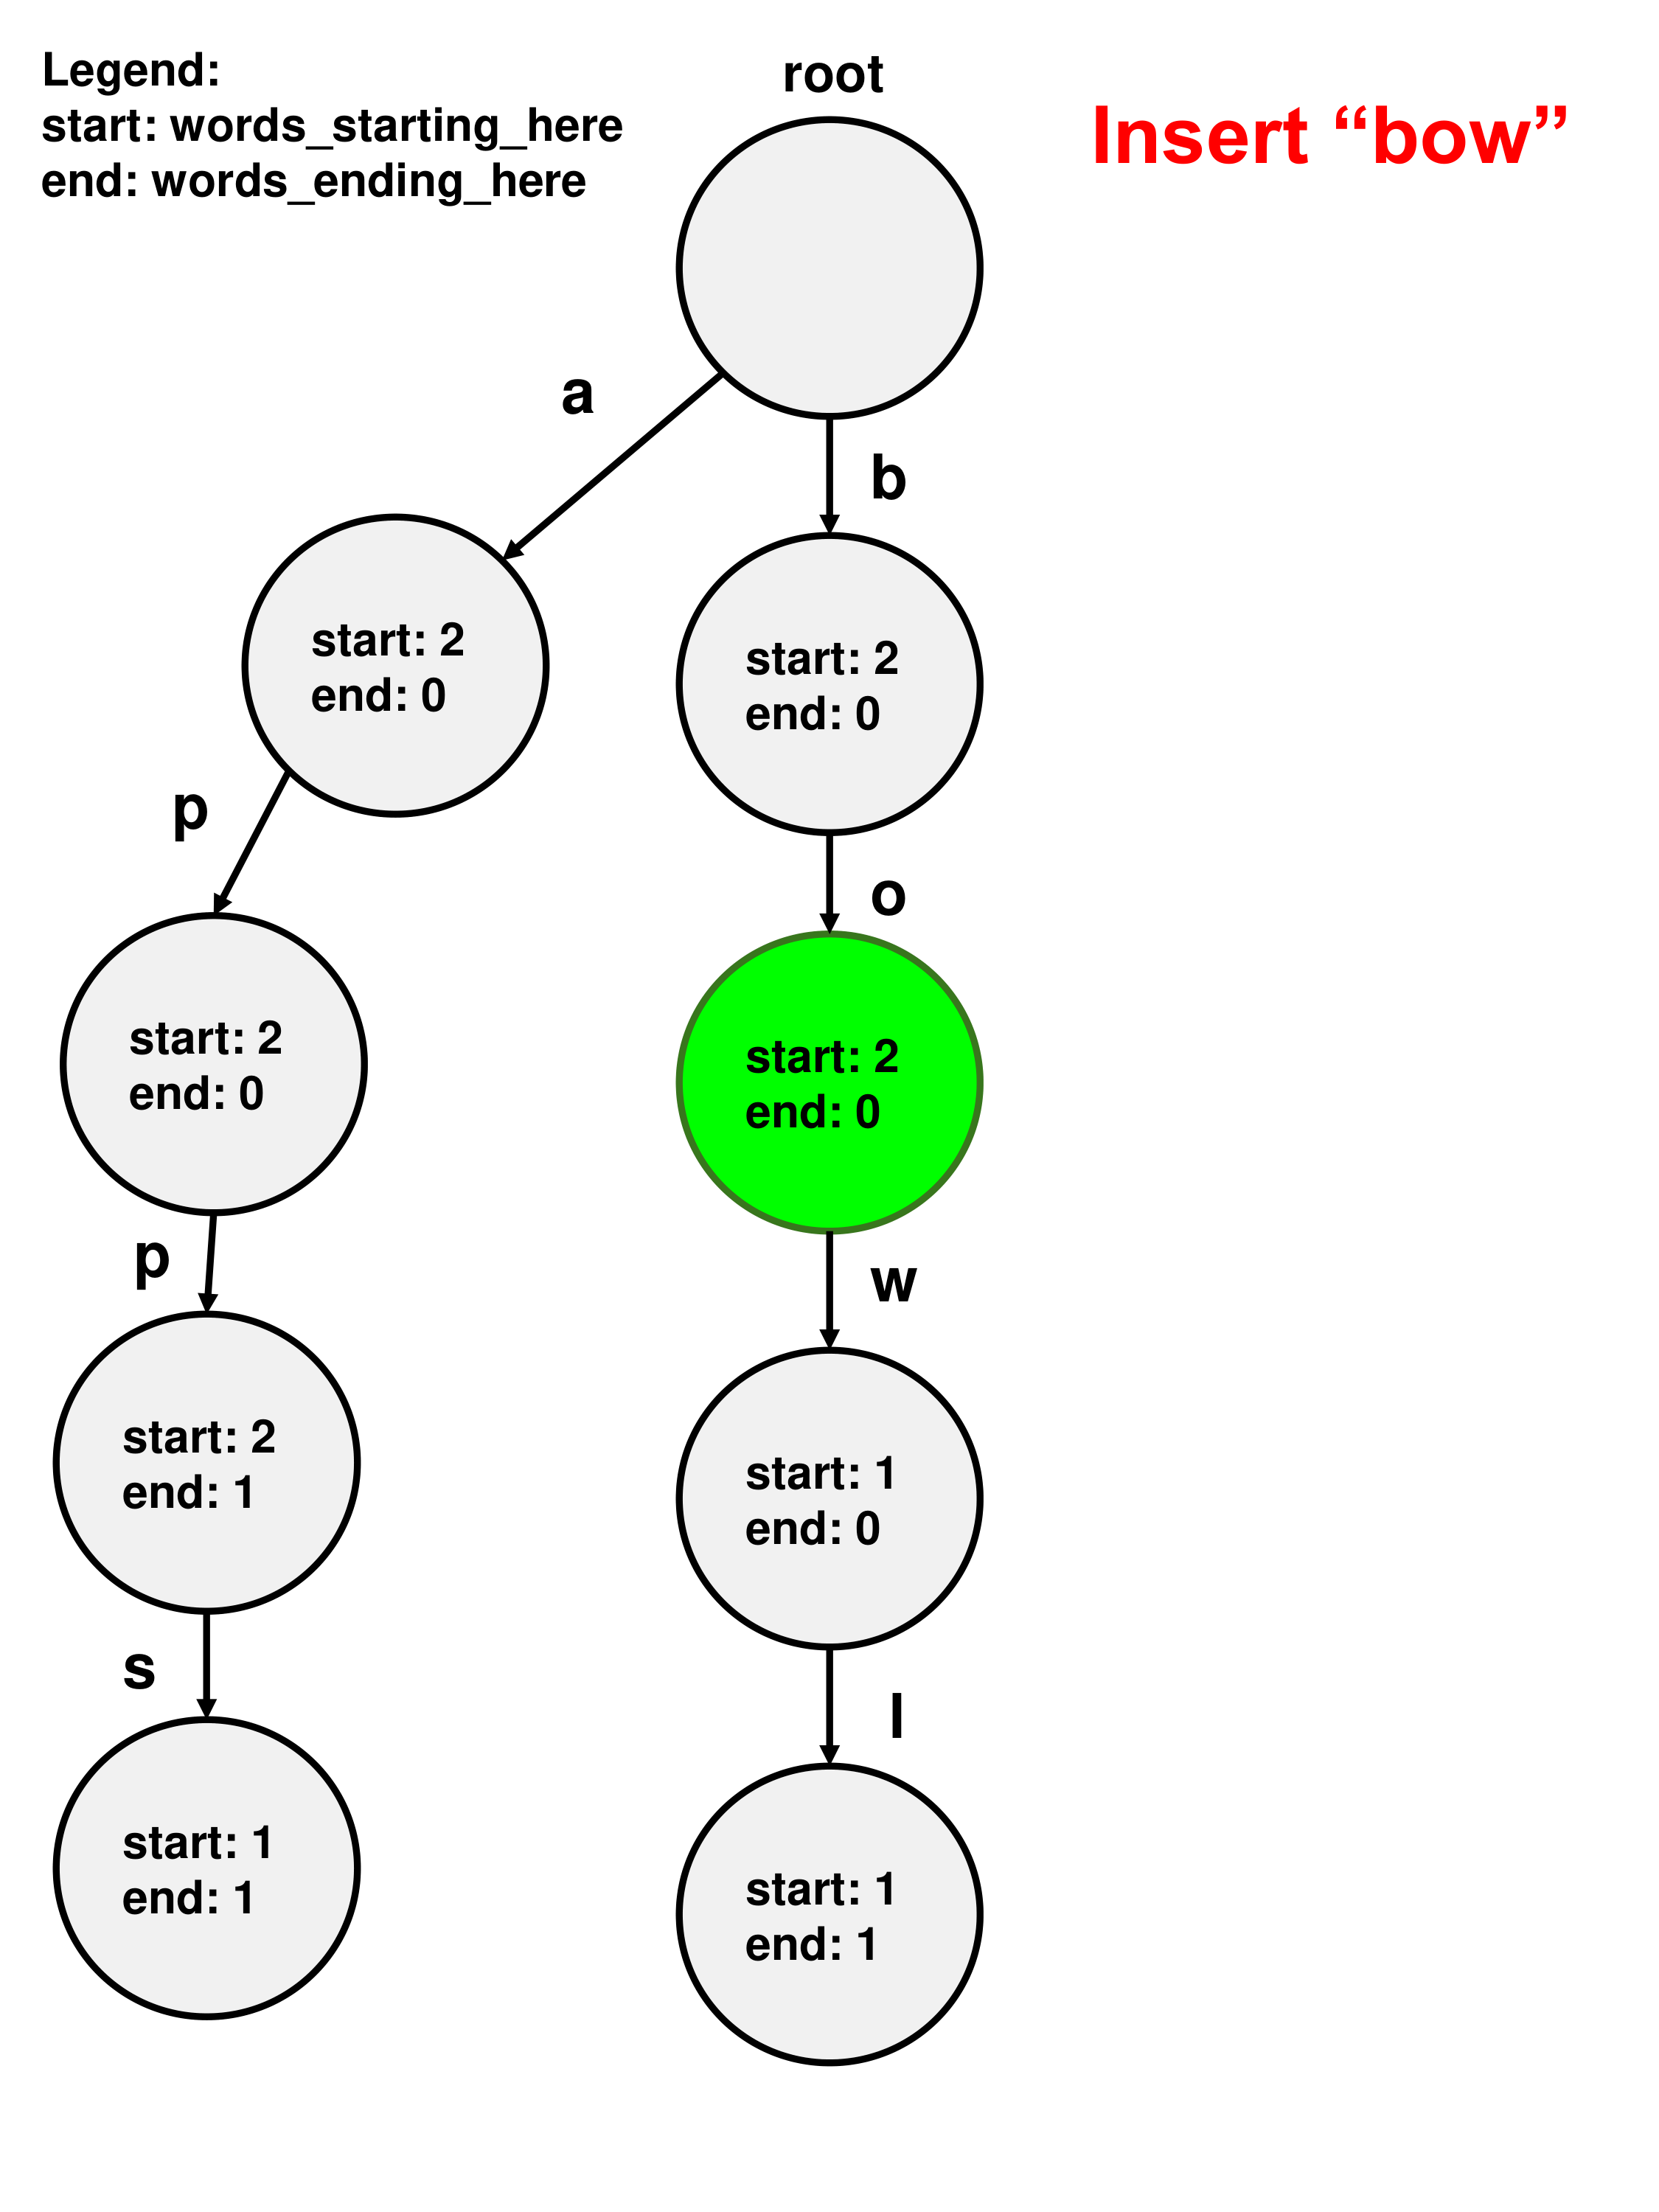 Legend:
start: words_starting_here
end: words_ending_here
root
Insert “bow”
a
b
start: 2
end: 0
start: 2
end: 0
p
o
start: 2
end: 0
start: 2
end: 0
p
w
start: 2
end: 1
start: 1
end: 0
s
l
start: 1
end: 1
start: 1
end: 1